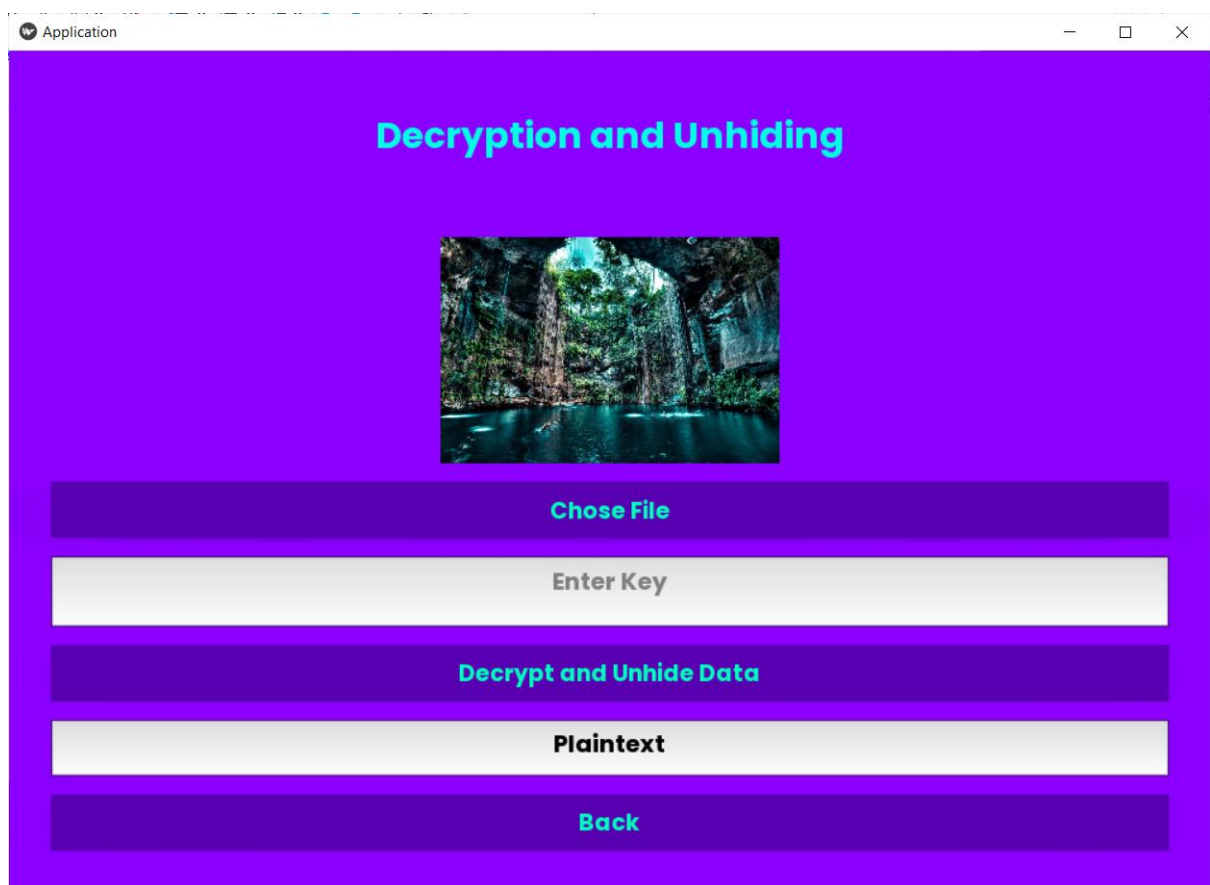 Application
Decryption and Unhiding
Chose File
Enter Key
Decrypt and Unhide Data
Plaintext
Back